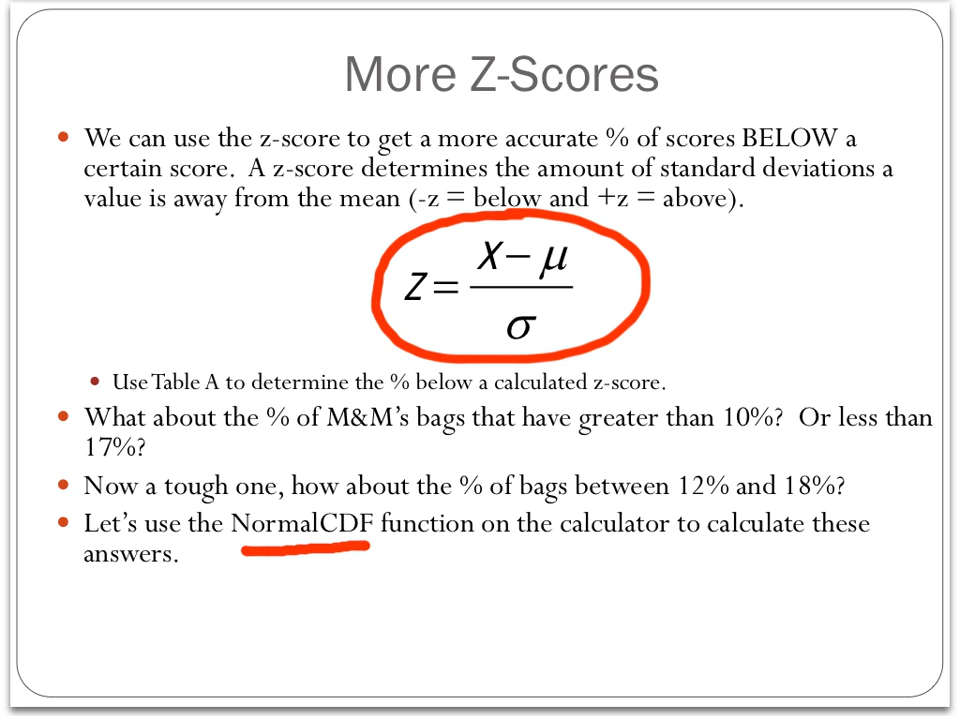 More Z-Scores
• We can use the z-score to get a more accurate % of scores BELOW a
certain score.  A z-score determines the amount of standard deviations a
value is away from the mean (-z = below and +z = above).
Z = (X − μ) / σ
• Use Table A to determine the % below a calculated z-score.
• What about the % of M&M’s bags that have greater than 10%?  Or less than
17%?
• Now a tough one, how about the % of bags between 12% and 18%?
• Let’s use the NormalCDF function on the calculator to calculate these
answers.